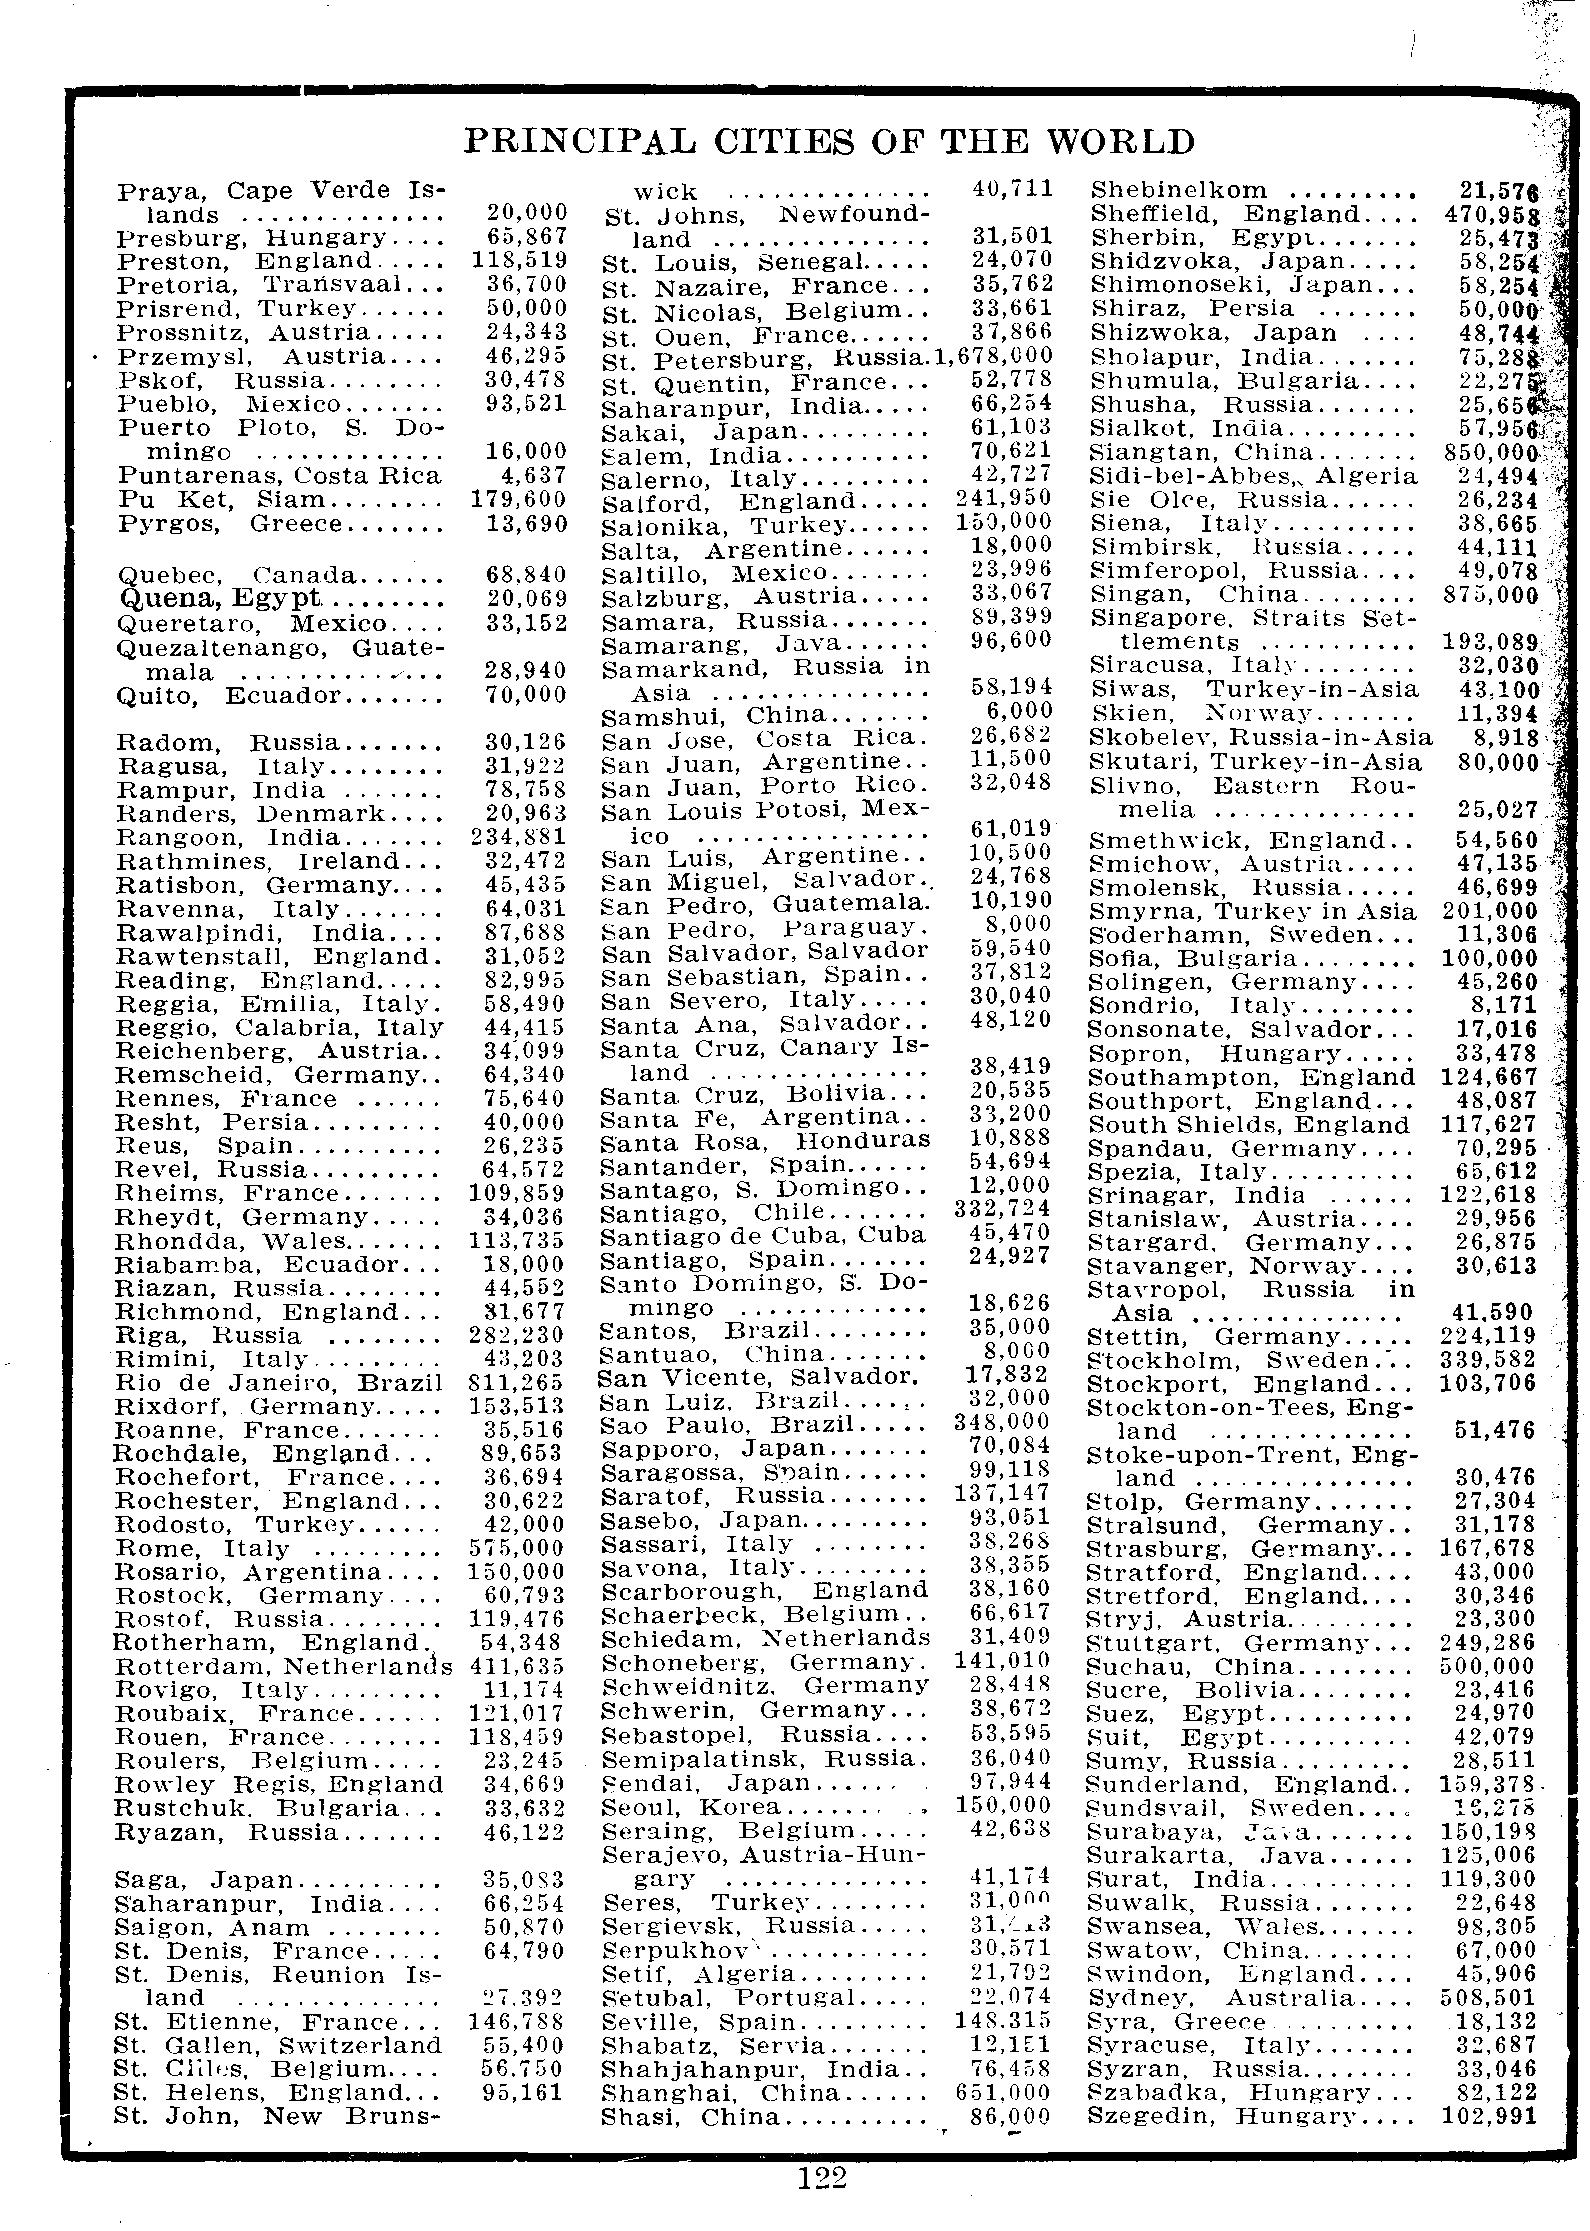 PRINCIPAL CITIES OF THE WORLD
Praya, Cape Verde Is-
lands .............. 20,000
Presburg, Hungary.... 65,867
Preston, England..... 118,519
Pretoria, Transvaal... 36,700
Prisrend, Turkey...... 50,000
Prossnitz, Austria..... 24,343
Przemysl, Austria.... 46,295
Pskof, Russia........ 30,478
Pueblo, Mexico....... 93,521
Puerto Ploto, S. Do-
mingo ............. 16,000
Puntarenas, Costa Rica 4,637
Pu Ket, Siam........ 179,600
Pyrgos, Greece....... 13,690
Quebec, Canada...... 68,840
Quena, Egypt......... 20,069
Queretaro, Mexico.... 33,152
Quezaltenango, Guate-
mala .............. 28,940
Quito, Ecuador....... 70,000
Radom, Russia....... 30,126
Ragusa, Italy........ 31,922
Rampur, India ....... 78,758
Randers, Denmark.... 20,963
Rangoon, India....... 234,881
Rathmines, Ireland... 32,472
Ratisbon, Germany.... 45,435
Ravenna, Italy....... 64,031
Rawalpindi, India.... 87,688
Rawtenstall, England. 31,052
Reading, England..... 82,995
Reggia, Emilia, Italy. 58,490
Reggio, Calabria, Italy 44,415
Reichenberg, Austria.. 34,099
Remscheid, Germany.. 64,340
Rennes, France ...... 75,640
Resht, Persia......... 40,000
Reus, Spain.......... 26,235
Revel, Russia......... 64,572
Rheims, France....... 109,859
Rheydt, Germany..... 34,036
Rhondda, Wales....... 113,735
Riabamba, Ecuador... 18,000
Riazan, Russia........ 44,552
Richmond, England... 31,677
Riga, Russia ........ 282,230
Rimini, Italy......... 43,203
Rio de Janeiro, Brazil 811,265
Rixdorf, Germany..... 153,513
Roanne, France....... 35,516
Rochdale, England... 89,653
Rochefort, France.... 36,694
Rochester, England... 30,622
Rodosto, Turkey...... 42,000
Rome, Italy ......... 575,000
Rosario, Argentina.... 150,000
Rostock, Germany.... 60,793
Rostof, Russia........ 119,476
Rotherham, England. 54,348
Rotterdam, Netherlands 411,635
Rovigo, Italy......... 11,174
Roubaix, France...... 121,017
Rouen, France........ 118,459
Roulers, Belgium..... 23,245
Rowley Regis, England 34,669
Rustchuk. Bulgaria... 33,632
Ryazan, Russia....... 46,122
Saga, Japan.......... 35,083
Saharanpur, India.... 66,254
Saigon, Anam ........ 50,870
St. Denis, France..... 64,790
St. Denis, Reunion Is-
land .............. 27.392
St. Etienne, France... 146,788
St. Gallen, Switzerland 55,400
St. Gilles, Belgium.... 56.750
St. Helens, England... 95,161
St. John, New Bruns-
wick .............. 40,711
St. Johns, Newfound-
land ............... 31,501
St. Louis, Senegal..... 24,070
St. Nazaire, France... 35,762
St. Nicolas, Belgium.. 33,661
St. Ouen, France...... 37,866
St. Petersburg, Russia. 1,678,000
St. Quentin, France... 52,778
Saharanpur, India..... 66,254
Sakai, Japan......... 61,103
Salem, India.......... 70,621
Salerno, Italy......... 42,727
Salford, England..... 241,950
Salonika, Turkey...... 150,000
Salta, Argentine...... 18,000
Saltillo, Mexico....... 23,996
Salzburg, Austria..... 33,067
Samara, Russia....... 89,399
Samarang, Java...... 96,600
Samarkand, Russia in
Asia ............... 58,194
Samshui, China....... 6,000
San Jose, Costa Rica. 26,682
San Juan, Argentine.. 11,500
San Juan, Porto Rico. 32,048
San Louis Potosi, Mex-
ico ................ 61,019
San Luis, Argentine.. 10,500
San Miguel, Salvador.. 24,768
San Pedro, Guatemala. 10,190
San Pedro, Paraguay. 8,000
San Salvador, Salvador 59,540
San Sebastian, Spain.. 37,812
San Severo, Italy..... 30,040
Santa Ana, Salvador.. 48,120
Santa Cruz, Canary Is-
land ............... 38,419
Santa Cruz, Bolivia... 20,535
Santa Fe, Argentina.. 33,200
Santa Rosa, Honduras 10,888
Santander, Spain...... 54,694
Santago, S. Domingo.. 12,000
Santiago, Chile....... 332,724
Santiago de Cuba, Cuba 45,470
Santiago, Spain....... 24,927
Santo Domingo, S. Do-
mingo ............. 18,626
Santos, Brazil........ 35,000
Santuao, China....... 8,000
San Vicente, Salvador. 17,832
San Luiz, Brazil...... 32,000
Sao Paulo, Brazil..... 348,000
Sapporo, Japan....... 70,084
Saragossa, Spain...... 99,118
Saratof, Russia....... 137,147
Sasebo, Japan......... 93,051
Sassari, Italy ........ 38,268
Savona, Italy......... 38,355
Scarborough, England 38,160
Schaerbeck, Belgium.. 66,617
Schiedam, Netherlands 31,409
Schoneberg, Germany. 141,010
Schweidnitz, Germany 28,448
Schwerin, Germany... 38,672
Sebastopel, Russia.... 53,595
Semipalatinsk, Russia. 36,040
Sendai, Japan...... . 97,944
Seoul, Korea....... . . 150,000
Seraing, Belgium..... 42,638
Serajevo, Austria-Hun-
gary .............. 41,174
Seres, Turkey........ 31,000
Sergievsk, Russia.....
Serpukhov ........... 30,571
Setif, Algeria......... 21,792
Setubal, Portugal..... 22,074
Seville, Spain......... 148.315
Shabatz, Servia....... 12,151
Shahjahanpur, India.. 76,458
Shanghai, China...... 651,000
Shasi, China.......... 86,000
Shebinelkom ......... 21,576
Sheffield, England.... 470,958
Sherbin, Egypt....... 25,473
Shidzvoka, Japan..... 58,254
Shimonoseki, Japan... 58,254
Shiraz, Persia ....... 50,000
Shizwoka, Japan .... 48,744
Sholapur, India....... 75,288
Shumula, Bulgaria.... 22,275
Shusha, Russia....... 25,656
Sialkot, India......... 57,956
Siangtan, China....... 850,000
Sidi-bel-Abbes, Algeria 24,494
Sie Olce, Russia...... 26,234
Siena, Italy.......... 38,665
Simbirsk, Russia..... 44,111
Simferopol, Russia.... 49,078
Singan, China........ 875,000
Singapore. Straits Set-
tlements ........... 193,089
Siracusa, Italy........ 32,030
Siwas, Turkey-in-Asia 43,100
Skien, Norway....... 11,394
Skobelev, Russia-in-Asia 8,918
Skutari, Turkey-in-Asia 80,000
Slivno, Eastern Rou-
melia .............. 25,027
Smethwick, England.. 54,560
Smichow, Austria..... 47,135
Smolensk, Russia..... 46,699
Smyrna, Turkey in Asia 201,000
Soderhamn, Sweden... 11,306
Sofia, Bulgaria........ 100,000
Solingen, Germany.... 45,260
Sondrio, Italy........ 8,171
Sonsonate, Salvador... 17,016
Sopron, Hungary..... 33,478
Southampton, England 124,667
Southport, England... 48,087
South Shields, England 117,627
Spandau, Germany.... 70,295
Spezia, Italy.......... 65,612
Srinagar, India ...... 122,618
Stanislaw, Austria.... 29,956
Stargard, Germany... 26,875
Stavanger, Norway.... 30,613
Stavropol, Russia in
Asia .............. 41.590
Stettin, Germany..... 224,119
Stockholm, Sweden... 339,582
Stockport, England... 103,706
Stockton-on-Tees, Eng-
land .............. 51,476
Stoke-upon-Trent, Eng-
land ............... 30,476
Stolp, Germany....... 27,304
Stralsund, Germany.. 31,178
Strasburg, Germany... 167,678
Stratford, England.... 43,000
Stretford, England.... 30,346
Stryj, Austria......... 23,300
Stuttgart, Germany... 249,286
Suchau, China........ 500,000
Sucre, Bolivia........ 23,416
Suez, Egypt.......... 24,970
Suit, Egypt.......... 42,079
Sumy, Russia......... 28,511
Sunderland, England.. 159,378
Sundsvail, Sweden.... 16,278
Surabaya, Java....... 150,198
Surakarta, Java...... 125,006
Surat, India.......... 119,300
Suwalk, Russia....... 22,648
Swansea, Wales....... 98,305
Swatow, China........ 67,000
Swindon, England.... 45,906
Sydney, Australia.... 508,501
Syra, Greece ......... 18,132
Syracuse, Italy....... 32,687
Syzran, Russia........ 33,046
Szabadka, Hungary... 82,122
Szegedin, Hungary.... 102,991
122